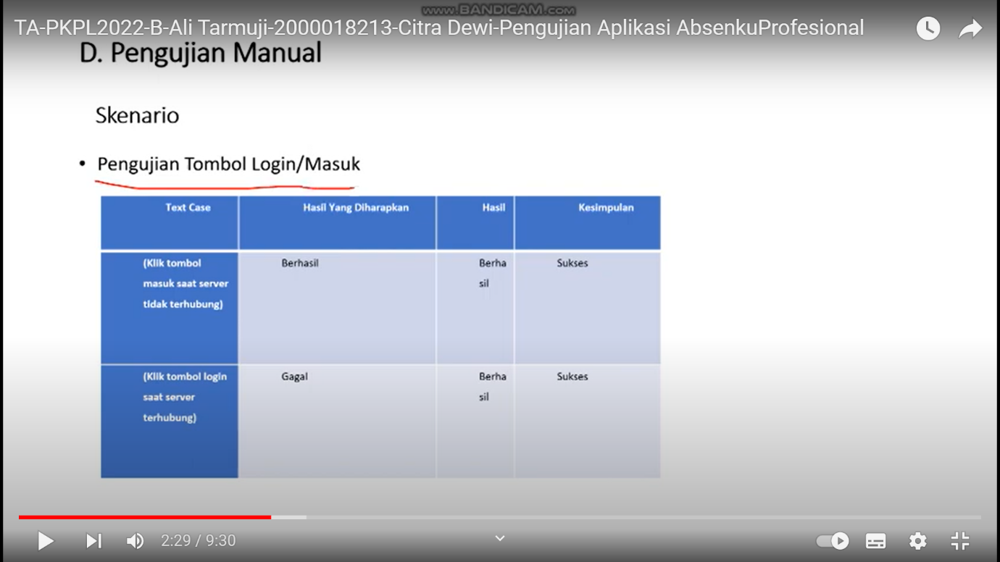 www.BANDICAM.com
TA-PKPL2022-B-Ali Tarmuji-2000018213-Citra Dewi-Pengujian Aplikasi AbsenkuProfesional
D. Pengujian Manual
Skenario
• Pengujian Tombol Login/Masuk
Text Case Hasil Yang Diharapkan Hasil Kesimpulan
(Klik tombol Berhasil Berha Sukses
masuk saat server sil
tidak terhubung)
(Klik tombol login Gagal Berha Sukses
saat server sil
terhubung)
2:29 / 9:30